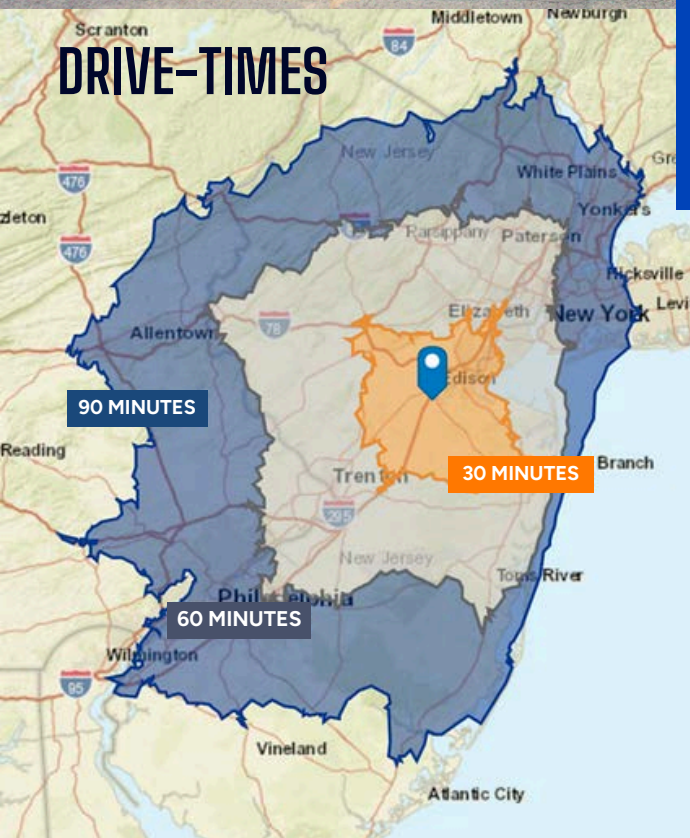 Scranton
Middletown
Newburgh
84
DRIVE-TIMES
New Jersey
476
White Plains
Gre
Yonkers
zleton
Parsippany
Paterson
476
Hicksville
78
Elizabeth
New York
Levi
Allentown
Edison
90 MINUTES
Reading
Trenton
30 MINUTES
Branch
295
New Jersey
Toms River
Philadelphia
60 MINUTES
Wilmington
95
Vineland
Atlantic City